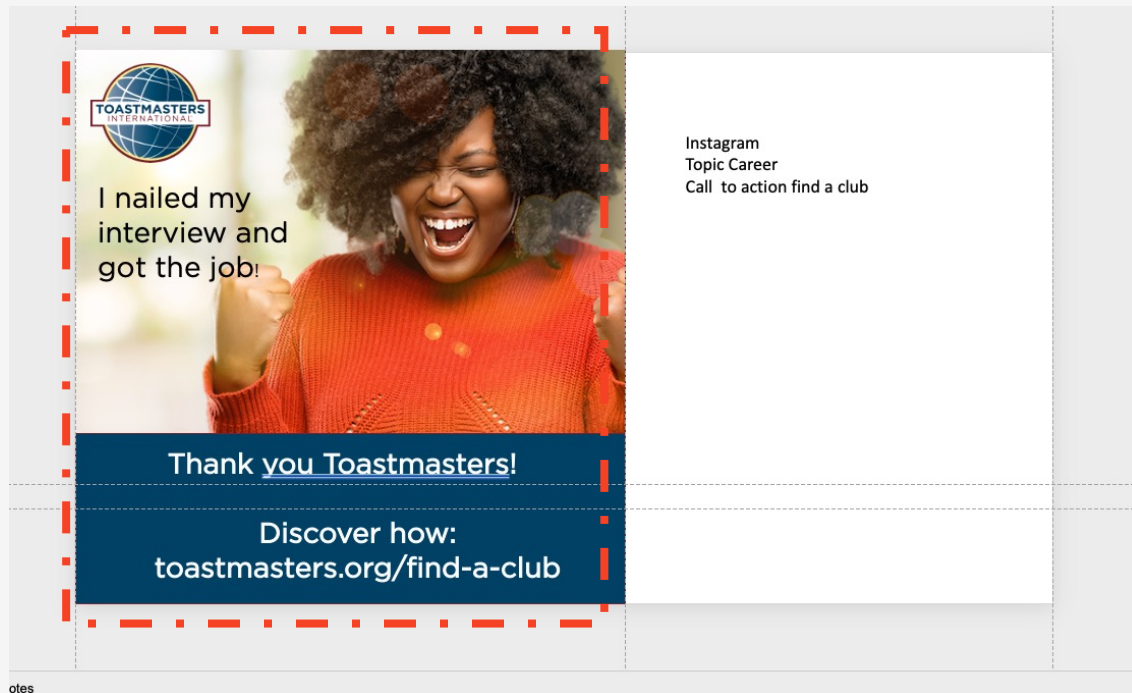 TOASTMASTERS
INTERNATIONAL
I nailed my
interview and
got the job!
Thank you Toastmasters!
Discover how:
toastmasters.org/find-a-club
Instagram
Topic Career
Call  to action find a club
otes